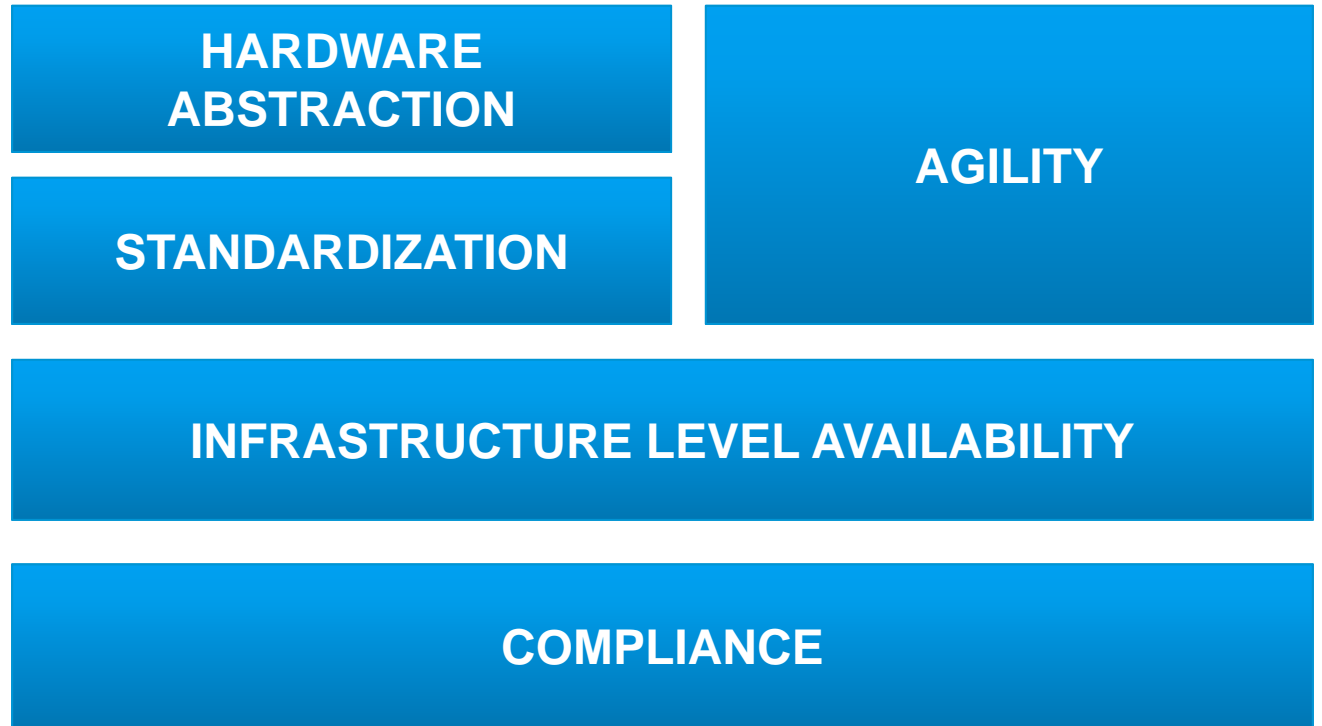 HARDWARE
ABSTRACTION
AGILITY
STANDARDIZATION
INFRASTRUCTURE LEVEL AVAILABILITY
COMPLIANCE